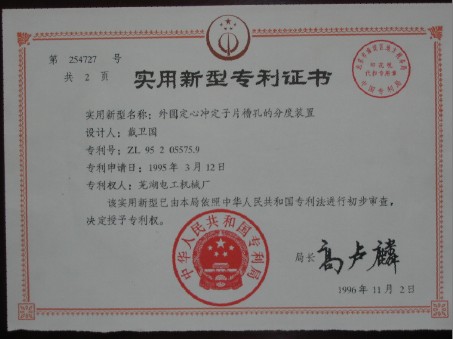 第 254727 号
共 2 页
实用新型专利证书
实用新型名称：外圆定心冲定子片槽孔的分度装置
设计人：戴卫国
专利号：ZL 95 2 05575.9
专利申请日：1995 年 3 月 12 日
专利权人：芜湖电工机械厂
该实用新型已由本局依照中华人民共和国专利法进行初步审查，
决定授予专利权。
中华人民共和国专利局
局长 高卢麟
1996 年 11 月 2 日